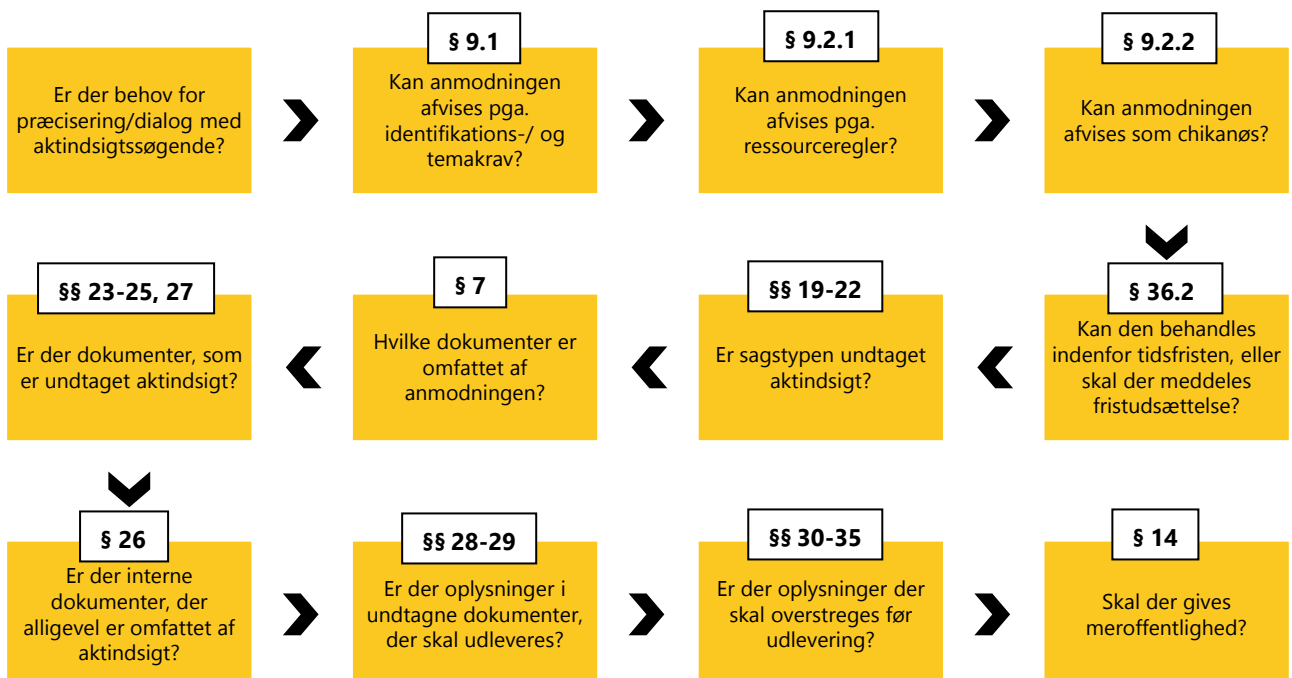 Er der behov for
præcisering/dialog med
aktindsigtssøgende?
§ 9.1
Kan anmodningen
afvises pga.
identifikations-/ og
temakrav?
§ 9.2.1
Kan anmodningen
afvises pga.
ressourceregler?
§ 9.2.2
Kan anmodningen
afvises som chikanøs?
§ 36.2
Kan den behandles
indenfor tidsfristen, eller
skal der meddeles
fristudsættelse?
§§ 19-22
Er sagstypen undtaget
aktindsigt?
§ 7
Hvilke dokumenter er
omfattet af
anmodningen?
§§ 23-25, 27
Er der dokumenter, som
er undtaget aktindsigt?
§ 26
Er der interne
dokumenter, der
alligevel er omfattet af
aktindsigt?
§§ 28-29
Er der oplysninger i
undtagne dokumenter,
der skal udleveres?
§§ 30-35
Er der oplysninger der
skal overstreges før
udlevering?
§ 14
Skal der gives
meroffentlighed?